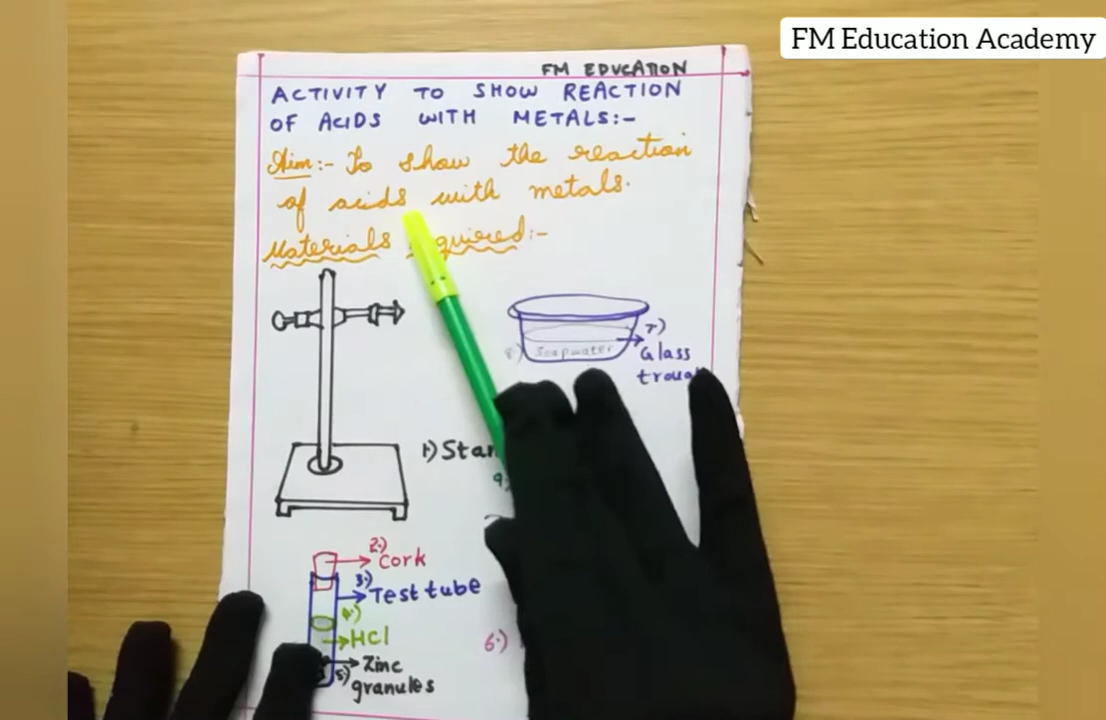 FM Education Academy
FM EDUCATION
ACTIVITY TO SHOW REACTION
OF ACIDS WITH METALS:-
Aim:- To show the reaction
of acids with metals.
Materials :-
7)
8) Soapwater
Glass
1)
2.)
Cork
3.)
Test tube
4.)
HCl
6.)
5) Zinc
granules